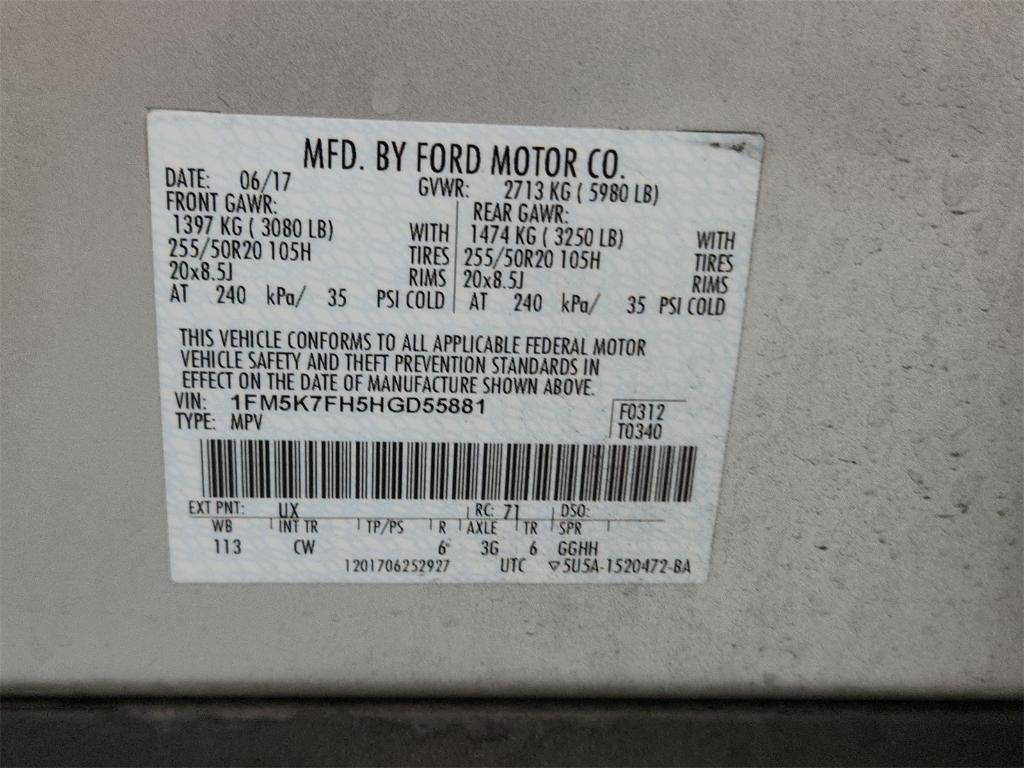 MFD. BY FORD MOTOR CO.
DATE: 06/17 GVWR: 2713 KG ( 5980 LB)
FRONT GAWR: REAR GAWR:
1397 KG ( 3080 LB) WITH 1474 KG ( 3250 LB) WITH
255/50R20 105H TIRES 255/50R20 105H TIRES
20x8.5J RIMS 20x8.5J RIMS
AT 240 kPa/ 35 PSI COLD AT 240 kPa/ 35 PSI COLD
THIS VEHICLE CONFORMS TO ALL APPLICABLE FEDERAL MOTOR
VEHICLE SAFETY AND THEFT PREVENTION STANDARDS IN
EFFECT ON THE DATE OF MANUFACTURE SHOWN ABOVE.
VIN: 1FM5K7FH5HGD55881 F0312
TYPE: MPV T0340
EXT PNT: UX RC: 71 DSO:
WB INT TR TP/PS R AXLE TR SPR
113 CW 6 3G 6 GGHH
1201706252927 UTC ▽5U5A-1520472-BA